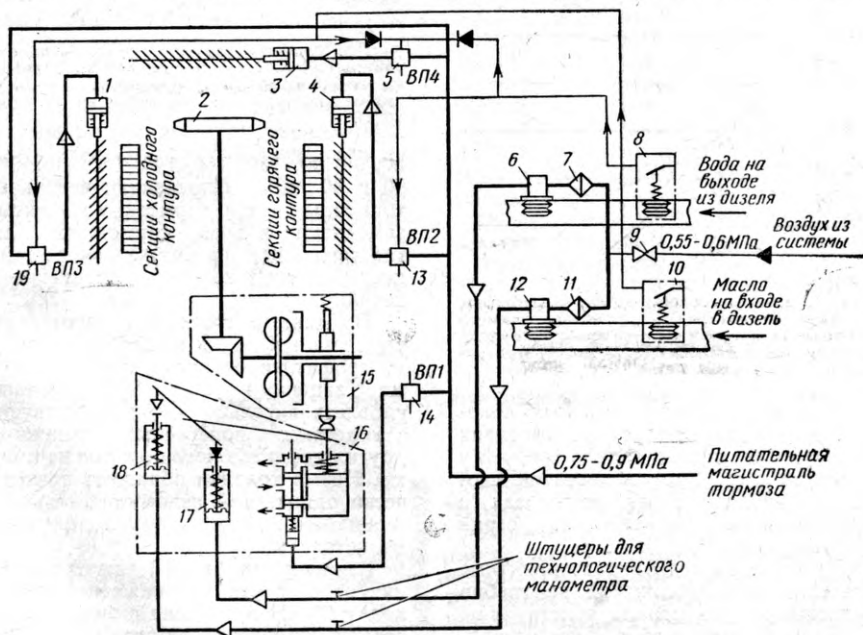 1
2
3
4
5
ВП4
Секции холодного
контура
Секции горячего
контура
6
7
8
Вода на
выходе
из дизеля
Воздух из
системы
9
0,55-0,6МПа
19
ВП3
ВП2
13
12
11
10
Масло
на входе
в дизель
15
ВП1
14
16
18
17
0,75-0,9 МПа
Питательная
магистраль
тормоза
Штуцеры для
технологического
манометра